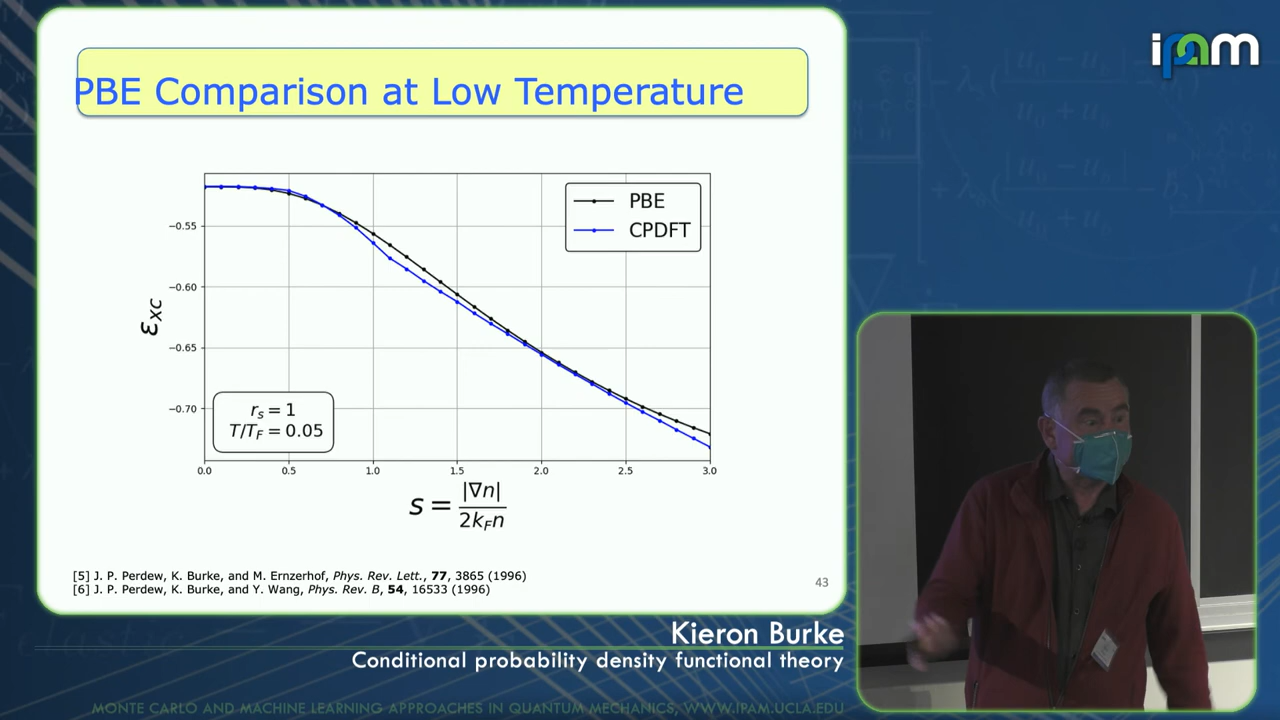 PBE Comparison at Low Temperature
ipam
PBE
CPDFT
−0.55
−0.60
−0.65
−0.70
ε_XC
r_s = 1
T/T_F = 0.05
0.0 0.5 1.0 1.5 2.0 2.5 3.0
s = |∇n| / 2k_F n
[5] J. P. Perdew, K. Burke, and M. Ernzerhof, Phys. Rev. Lett., 77, 3865 (1996)
[6] J. P. Perdew, K. Burke, and Y. Wang, Phys. Rev. B, 54, 16533 (1996)
43
Kieron Burke
Conditional probability density functional theory
MONTE CARLO AND MACHINE LEARNING APPROACHES IN QUANTUM MECHANICS, WWW.IPAM.UCLA.EDU